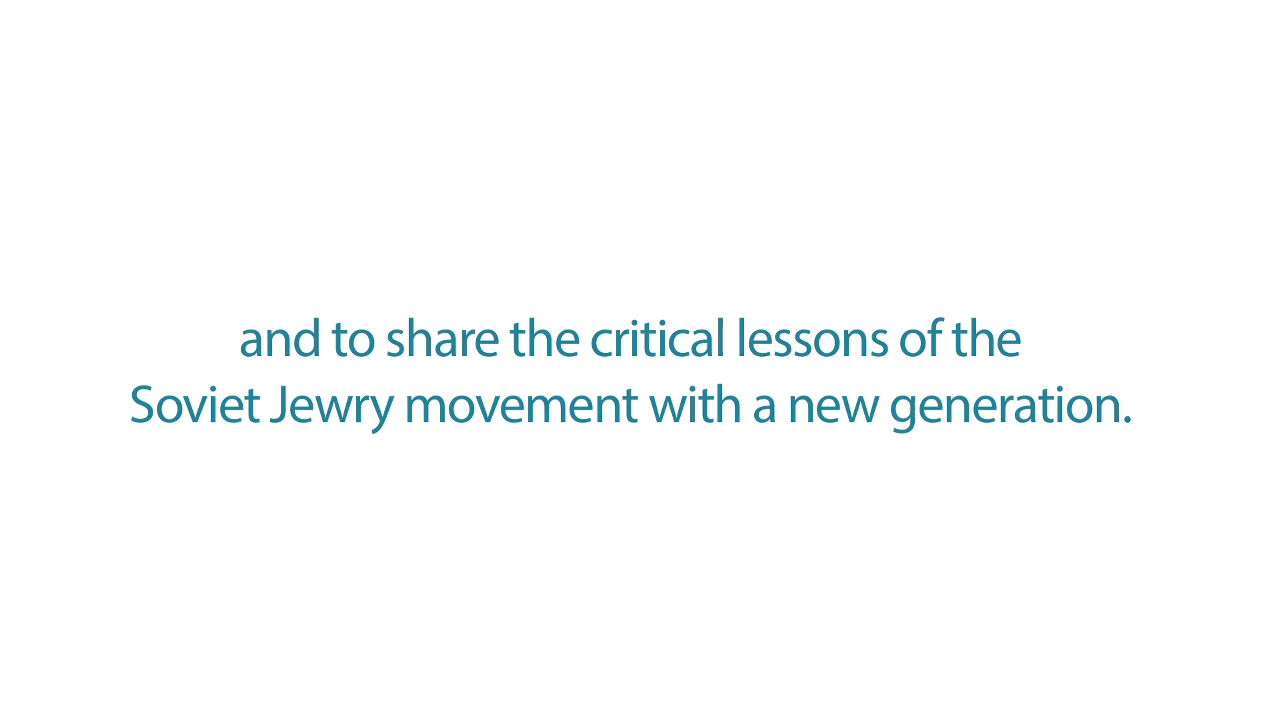 and to share the critical lessons of the
Soviet Jewry movement with a new generation.